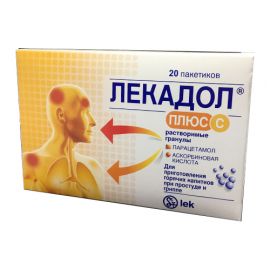 20 пакетиков
ЛЕКАДОЛ®
ПЛЮС C
растворимые
гранулы
ПАРАЦЕТАМОЛ
АСКОРБИНОВАЯ
КИСЛОТА
Для
приготовления
горячих напитков
при простуде и
гриппе
lek